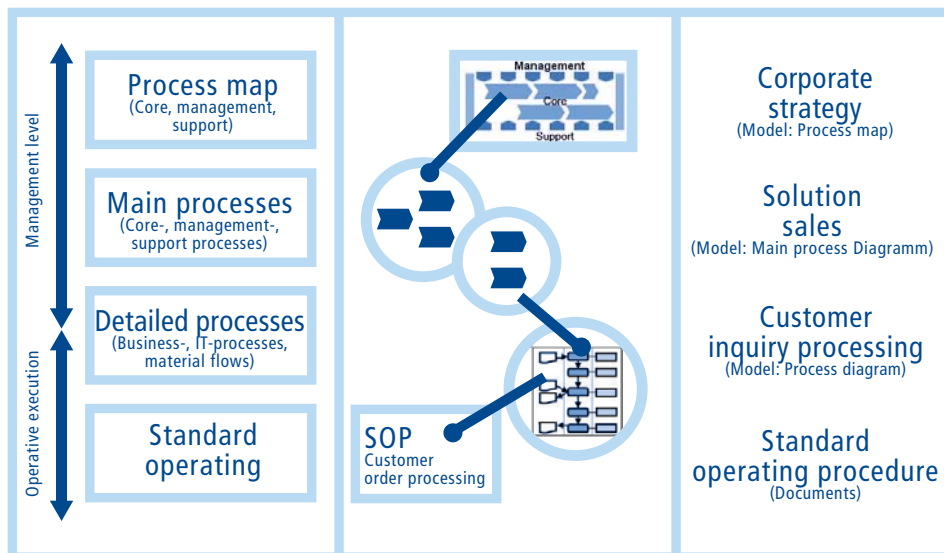 Management level
Operative execution
Process map
(Core, management,
support)
Main processes
(Core-, management-,
support processes)
Detailed processes
(Business-, IT-processes,
material flows)
Standard
operating
Management
Core
Support
SOP
Customer
order processing
Corporate
strategy
(Model: Process map)
Solution
sales
(Model: Main process Diagramm)
Customer
inquiry processing
(Model: Process diagram)
Standard
operating procedure
(Documents)